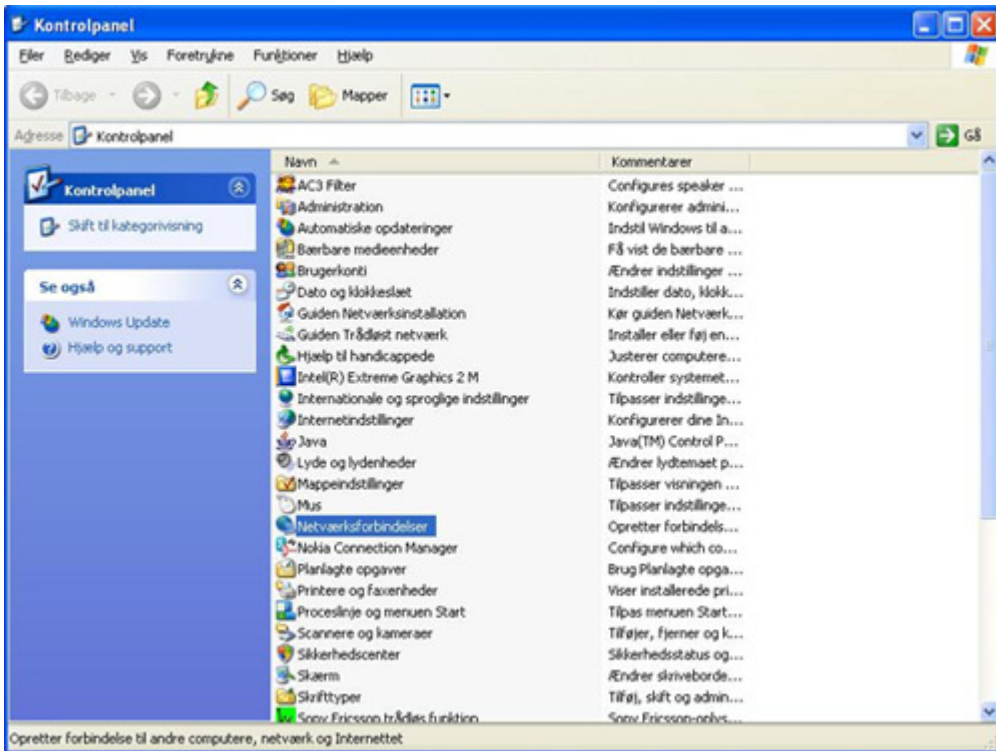 Kontrolpanel
Filer Rediger Vis Foretrukne Funktioner Hjælp
Tilbage Søg Mapper
Adresse Kontrolpanel Gå
Kontrolpanel
Skift til kategorivisning
Se også
Windows Update
Hjælp og support
Navn Kommentarer
AC3 Filter Configures speaker ...
Administration Konfigurerer admini...
Automatiske opdateringer Indstil Windows til a...
Bærbare medieenheder Få vist de bærbare ...
Brugerkonti Ændrer indstillinger ...
Dato og klokkeslæt Indstiller dato, klokk...
Guiden Netværksinstallation Kør guiden Netværk...
Guiden Trådløst netværk Installer eller føj en...
Hjælp til handicappede Justerer computere...
Intel(R) Extreme Graphics 2 M Kontroller systemet...
Internationale og sproglige indstillinger Tilpasser indstillinge...
Internetindstillinger Konfigurerer dine In...
Java Java(TM) Control P...
Lyde og lydenheder Ændrer lydtemaet p...
Mappeindstillinger Tilpasser visningen ...
Mus Tilpasser indstillinge...
Netværksforbindelser Opretter forbindels...
Nokia Connection Manager Configure which co...
Planlagte opgaver Brug Planlagte opga...
Printere og faxenheder Viser installerede pri...
Proceslinje og menuen Start Tilpas menuen Start...
Scannere og kameraer Tilføjer, fjerner og k...
Sikkerhedscenter Sikkerhedsstatus og...
Skærm Ændrer skriveborde...
Skrifttyper Tilføj, skift og admin...
Sony Ericsson trådløs funktion Sony Ericsson-oplys...
Opretter forbindelse til andre computere, netværk og Internettet